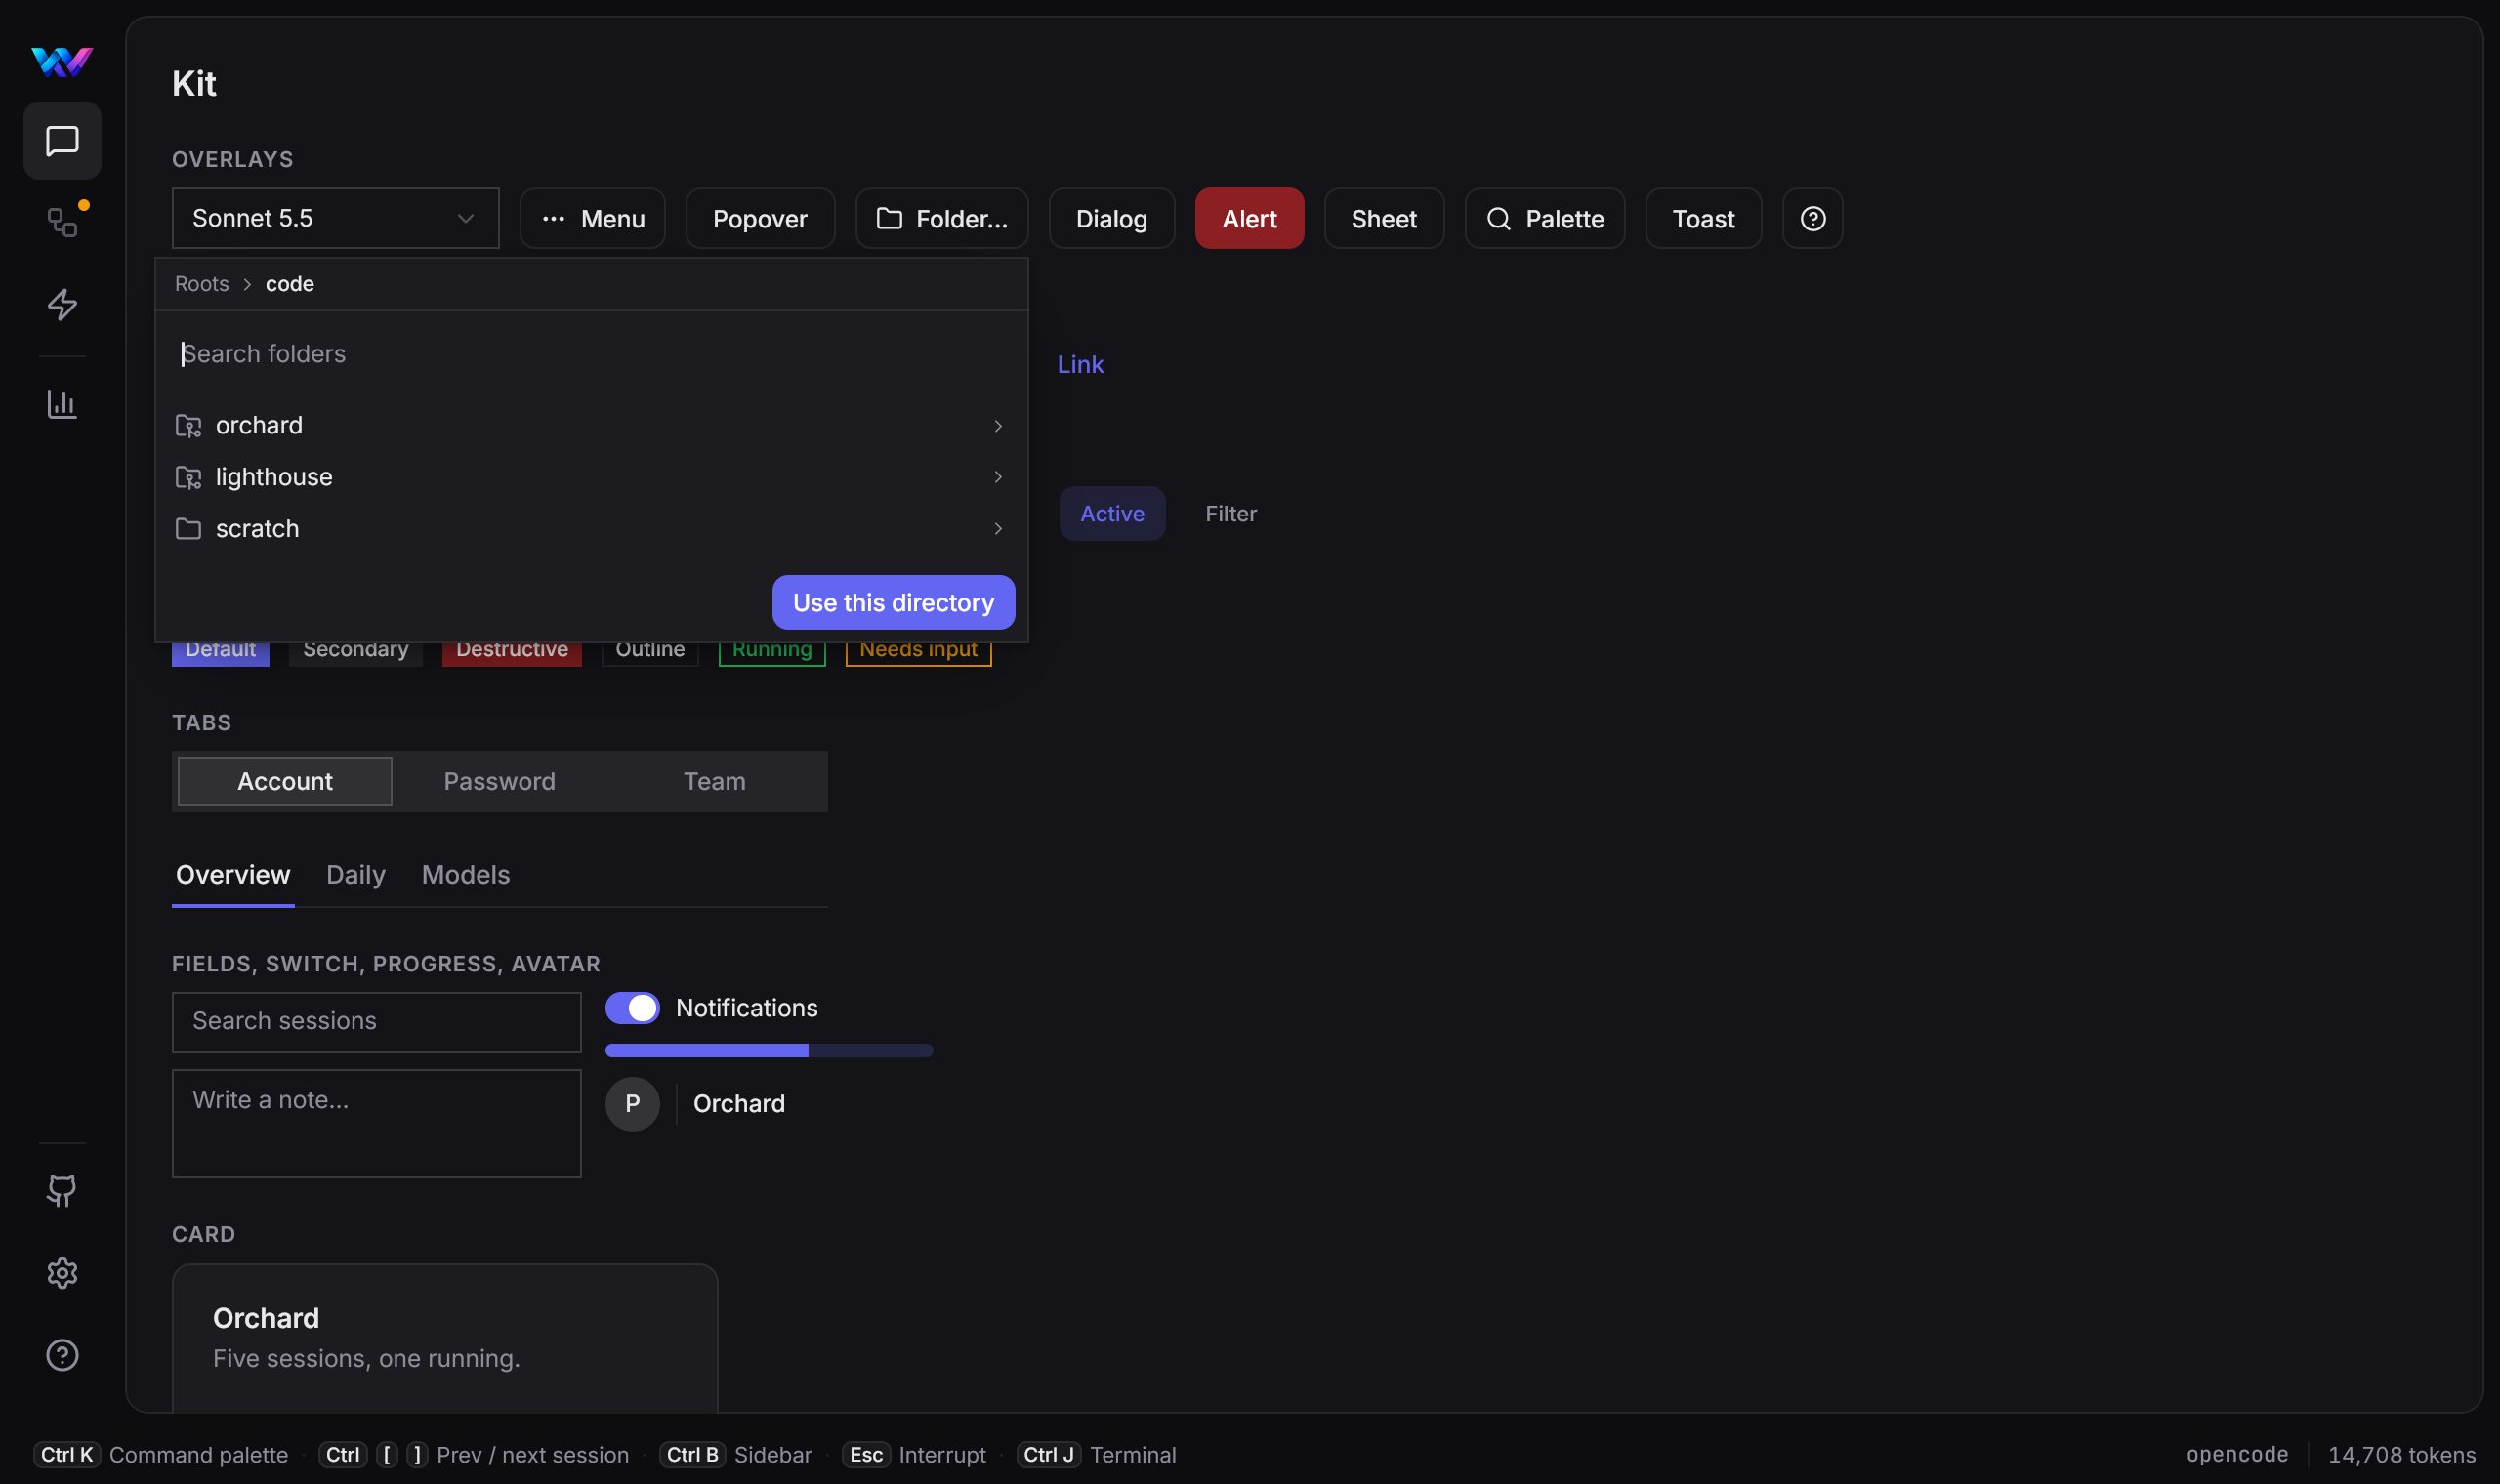 Kit
OVERLAYS
Sonnet 5.5
Menu
Popover
Folder...
Dialog
Alert
Sheet
Palette
Toast
Roots > code
Search folders
Link
orchard
lighthouse
Active
Filter
scratch
Use this directory
Default
Secondary
Destructive
Outline
Running
Needs input
TABS
Account
Password
Team
Overview
Daily
Models
FIELDS, SWITCH, PROGRESS, AVATAR
Search sessions
Notifications
Write a note...
P
Orchard
CARD
Orchard
Five sessions, one running.
Ctrl K Command palette · Ctrl [ ] Prev / next session · Ctrl B Sidebar · Esc Interrupt · Ctrl J Terminal
opencode
14,708 tokens